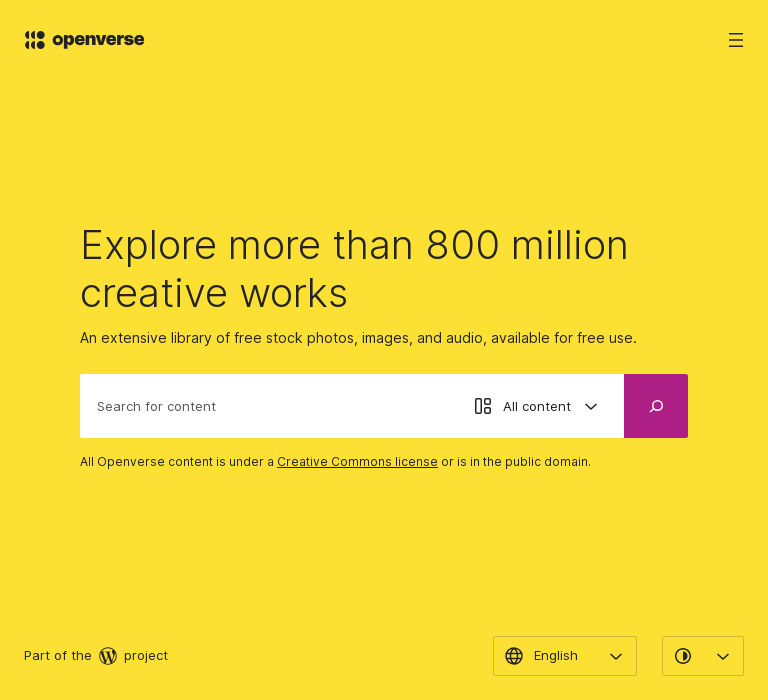 openverse
Explore more than 800 million
creative works
An extensive library of free stock photos, images, and audio, available for free use.
Search for content
All content
All Openverse content is under a Creative Commons license or is in the public domain.
Part of the project
English